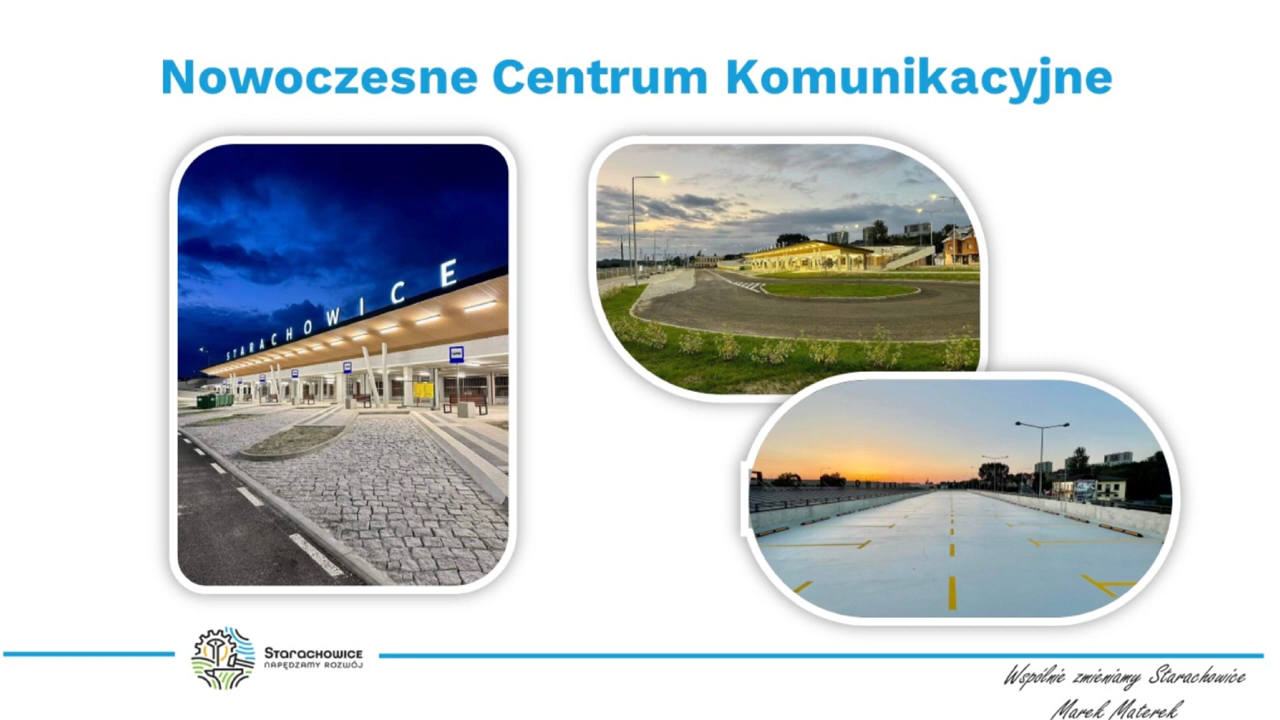 Nowoczesne Centrum Komunikacyjne
STARACHOWICE
Starachowice
NAPĘDZAMY ROZWÓJ
Wspólnie zmieniamy Starachowice
Marek Materek